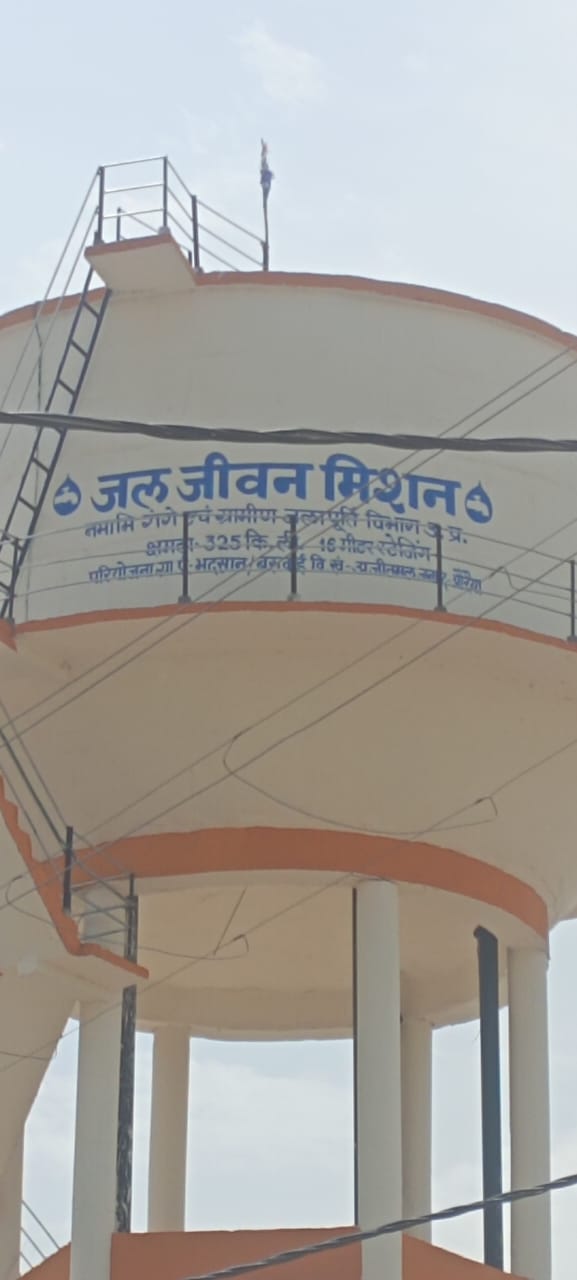 जल जीवन मिशन
नमामि गंगे एवं ग्रामीण जलापूर्ति विभाग उ. प्र.
क्षमता- 325 कि. ली. 16 मीटर स्टेजिंग
परियोजना ग्रा पं- भदसान/ वि. ख.-